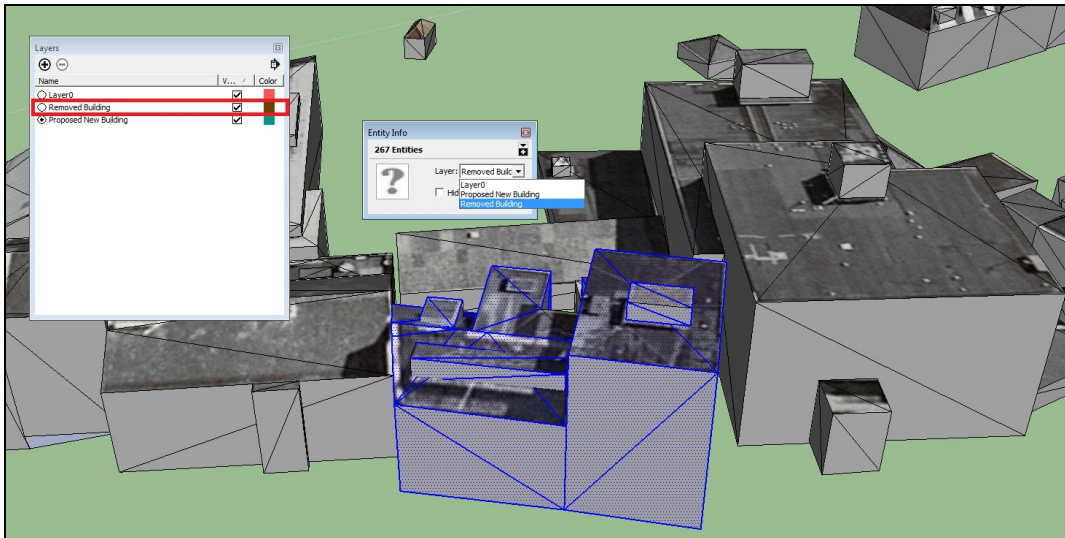 Layers
Name V... / Color
Layer0
Removed Building
Proposed New Building
Entity Info
267 Entities
Layer: Removed Builc
Layer0
Hid
Proposed New Building
Removed Building